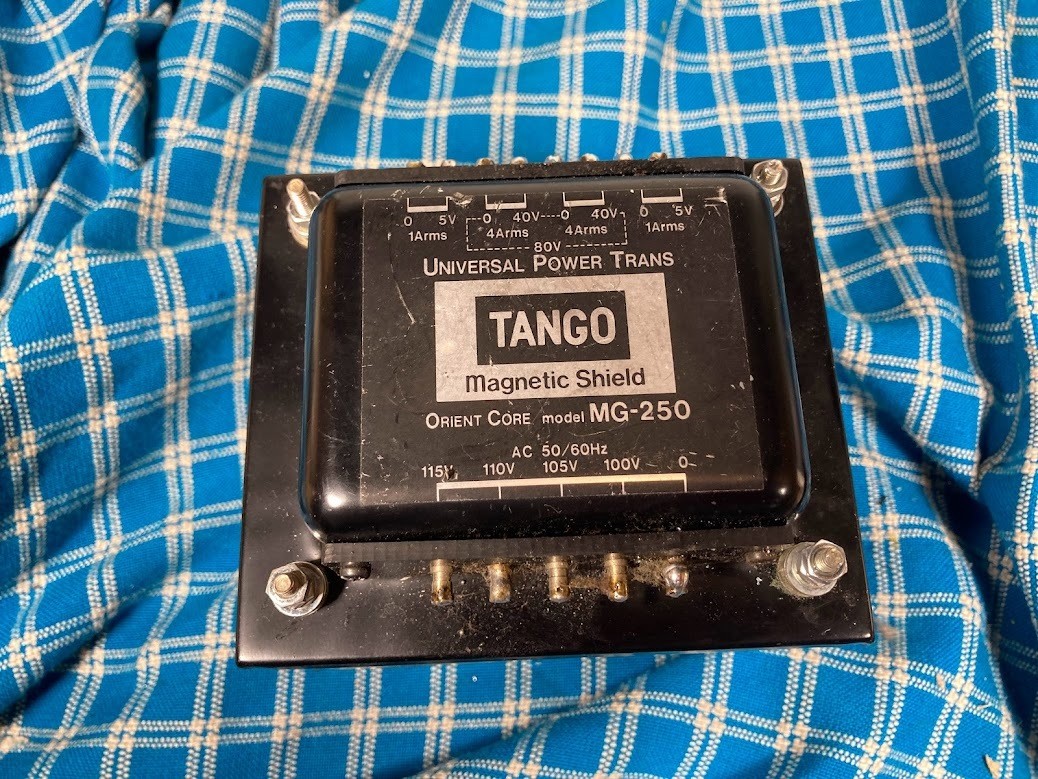 0 5V 0 40V 0 40V 0 5V
1Arms 4Arms 4Arms 1Arms
80V
UNIVERSAL POWER TRANS
TANGO
Magnetic Shield
ORIENT CORE model MG-250
AC 50/60Hz
115V 110V 105V 100V 0